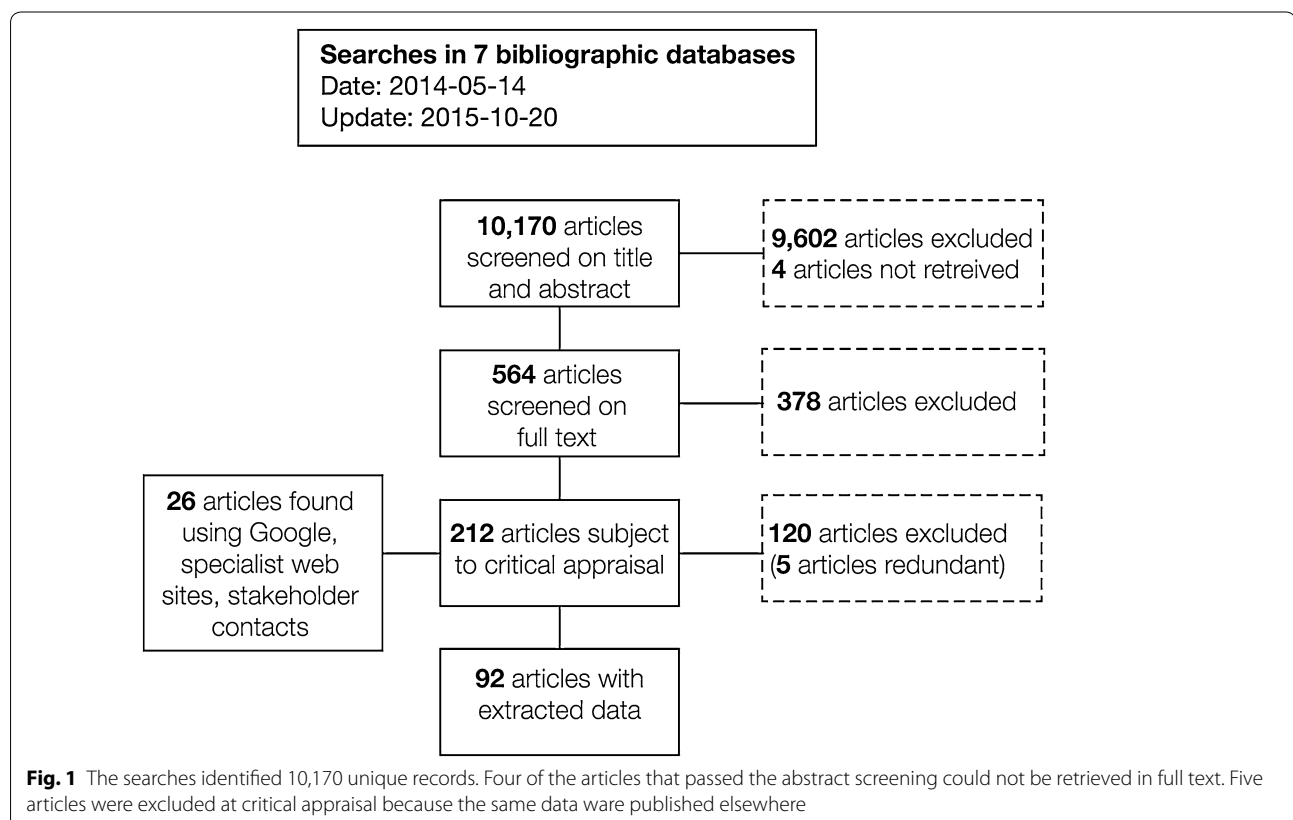 Searches in 7 bibliographic databases
Date: 2014-05-14
Update: 2015-10-20
10,170 articles
screened on title
and abstract
9,602 articles excluded
4 articles not retreived
564 articles
screened on
full text
378 articles excluded
26 articles found
using Google,
specialist web
sites, stakeholder
contacts
212 articles subject
to critical appraisal
120 articles excluded
(5 articles redundant)
92 articles with
extracted data
Fig. 1 The searches identified 10,170 unique records. Four of the articles that passed the abstract screening could not be retrieved in full text. Five
articles were excluded at critical appraisal because the same data ware published elsewhere